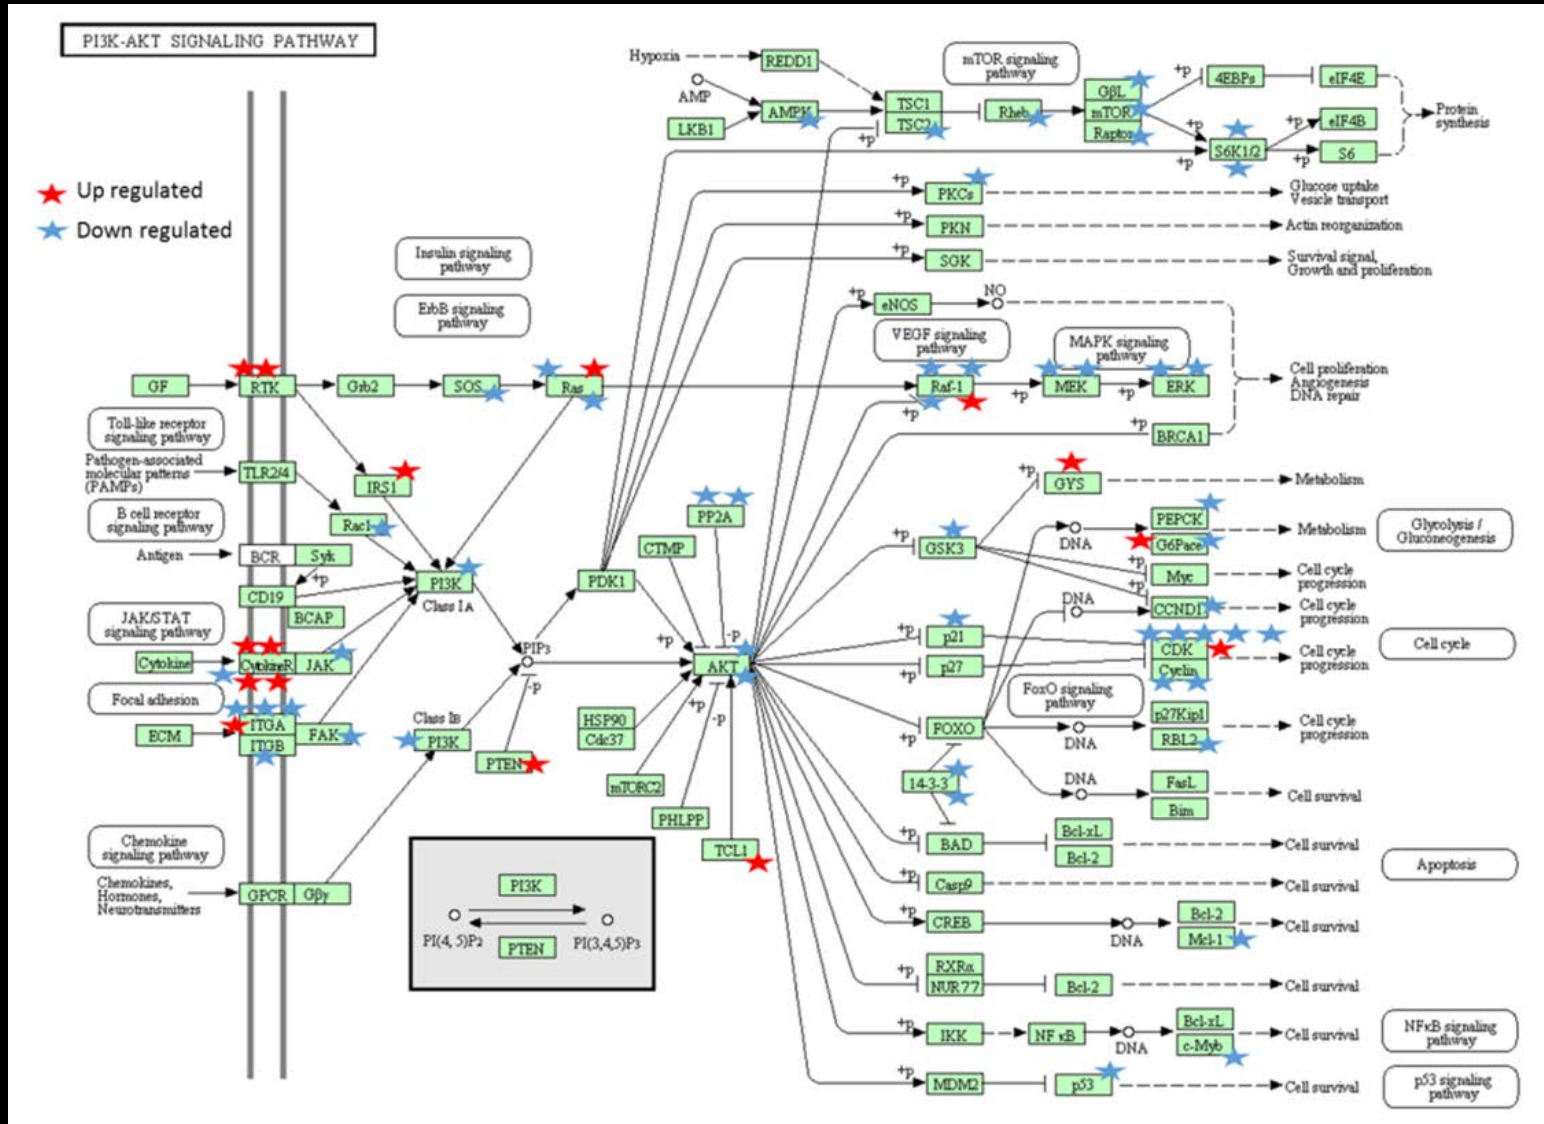 PI3K-AKT SIGNALING PATHWAY
Up regulated
Down regulated
Hypoxia
REDD1
AMP
LKB1
AMPK
TSC1
TSC2
+p
Rheb
mTOR signaling
pathway
GβL
mTOR
Raptor
+p
4EBPs
eIF4E
+p
S6K1/2
+p
+p
eIF4B
+p
S6
Protein
synthesis
+p
PKCs
Glucose uptake
Vesicle transport
+p
PKN
Actin reorganization
+p
SGK
Survival signal,
Growth and proliferation
Insulin signaling
pathway
ErbB signaling
pathway
+p
eNOS
NO
VEGF signaling
pathway
MAPK signaling
pathway
GF
RTK
Grb2
SOS
Ras
Raf-1
+p
+p
MEK
+p
ERK
Cell proliferation
Angiogenesis
DNA repair
+p
BRCA1
Toll-like receptor
signaling pathway
Pathogen-associated
molecular patterns
(PAMPs)
TLR2/4
IRS1
Rac1
B cell receptor
signaling pathway
Antigen
BCR
Syk
+p
CD19
BCAP
PI3K
Class IA
JAK/STAT
signaling pathway
Cytokine
CytokineR
JAK
Focal adhesion
ECM
ITGA
ITGB
FAK
Class IB
PI3K
PTEN
PIP3
-p
PDK1
CTMP
PP2A
+p
-p
AKT
HSP90
Cdc37
+p
-p
mTORC2
PHLPP
TCL1
Chemokine
signaling pathway
Chemokines,
Hormones,
Neurotransmitters
GPCR
Gβγ
PI3K
PI(4, 5)P2
PI(3,4,5)P3
PTEN
+p
GYS
Metabolism
+p
GSK3
DNA
PEPCK
G6Pace
Metabolism
Glycolysis /
Gluconeogenesis
+p
Myc
Cell cycle
progression
+p
DNA
CCND1
Cell cycle
progression
+p
p21
+p
p27
CDK
Cyclin
Cell cycle
progression
Cell cycle
FoxO signaling
pathway
+p
FOXO
DNA
p27Kip1
RBL2
Cell cycle
progression
14-3-3
DNA
FasL
Bim
Cell survival
+p
BAD
Bcl-xL
Bcl-2
Cell survival
Apoptosis
+p
Casp9
Cell survival
+p
CREB
DNA
Bcl-2
Mcl-1
Cell survival
+p
RXRα
NUR77
Bcl-2
Cell survival
+p
IKK
NFκB
DNA
Bcl-xL
c-Myb
Cell survival
NFκB signaling
pathway
+p
MDM2
p53
Cell survival
p53 signaling
pathway